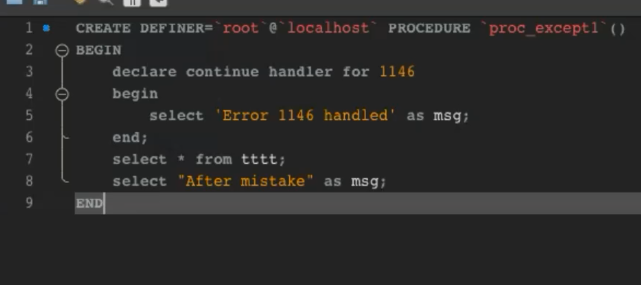 1 CREATE DEFINER=`root`@`localhost` PROCEDURE `proc_except1`()
2 BEGIN
3 declare continue handler for 1146
4 begin
5 select 'Error 1146 handled' as msg;
6 end;
7 select * from tttt;
8 select "After mistake" as msg;
9 END